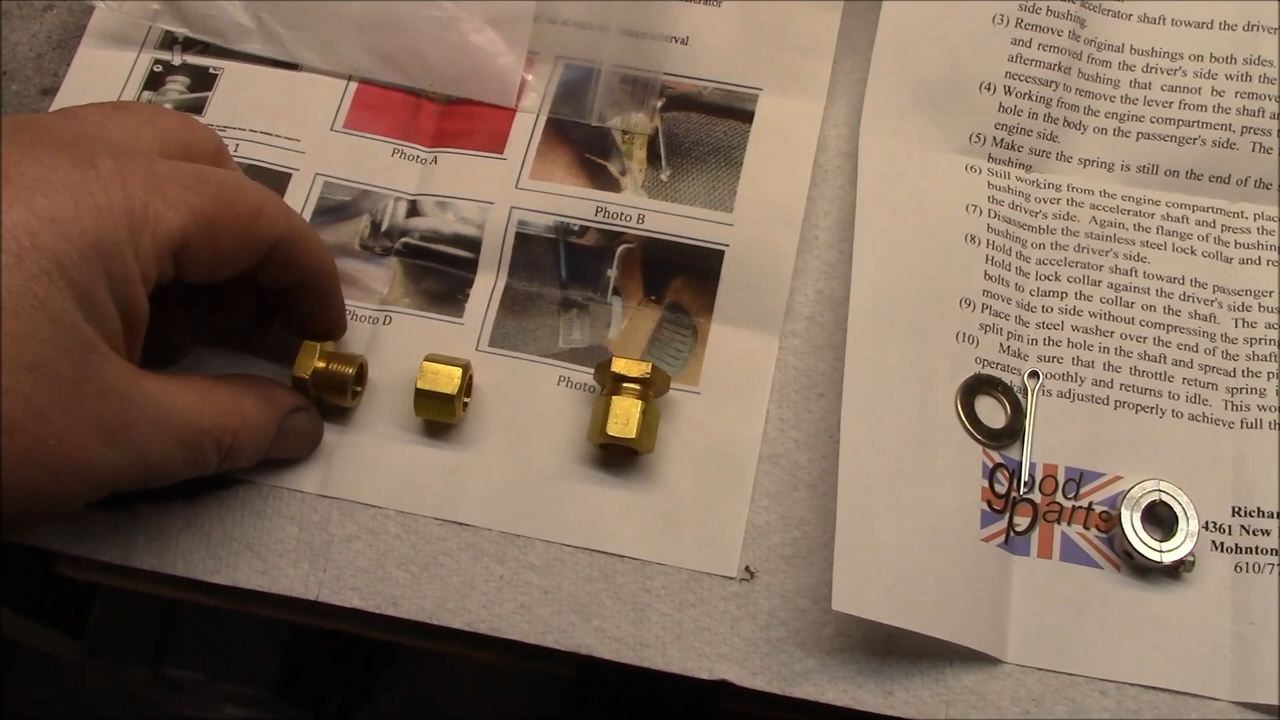 interval.
Photo A
Photo B
1
Photo D
Photo
accelerator shaft toward the driver
side bushing.
(3) Remove the original bushings on both sides.
and removed from the driver's side with the
aftermarket bushing that cannot be remove
necessary to remove the lever from the shaft
(4) Working from the engine compartment, press
hole in the body on the passenger's side. The
engine side.
(5) Make sure the spring is still on the end of the
bushing.
(6) Still working from the engine compartment, plac
bushing over the accelerator shaft and press the
the driver's side. Again, the flange of the bushin
(7) Disassemble the stainless steel lock collar and re
bushing on the driver's side.
(8) Hold the accelerator shaft toward the passenger
Hold the lock collar against the driver's side bus
bolts to clamp the collar on the shaft. The ac
move side to side without compressing the spring
(9) Place the steel washer over the end of the shaft
split pin in the hole in the shaft and spread the pi
(10) Make sure that the throttle return spring
operates smoothly and returns to idle. This wo
is adjusted properly to achieve full th
good
parts
Richar
4361 New
Mohnton
610/77